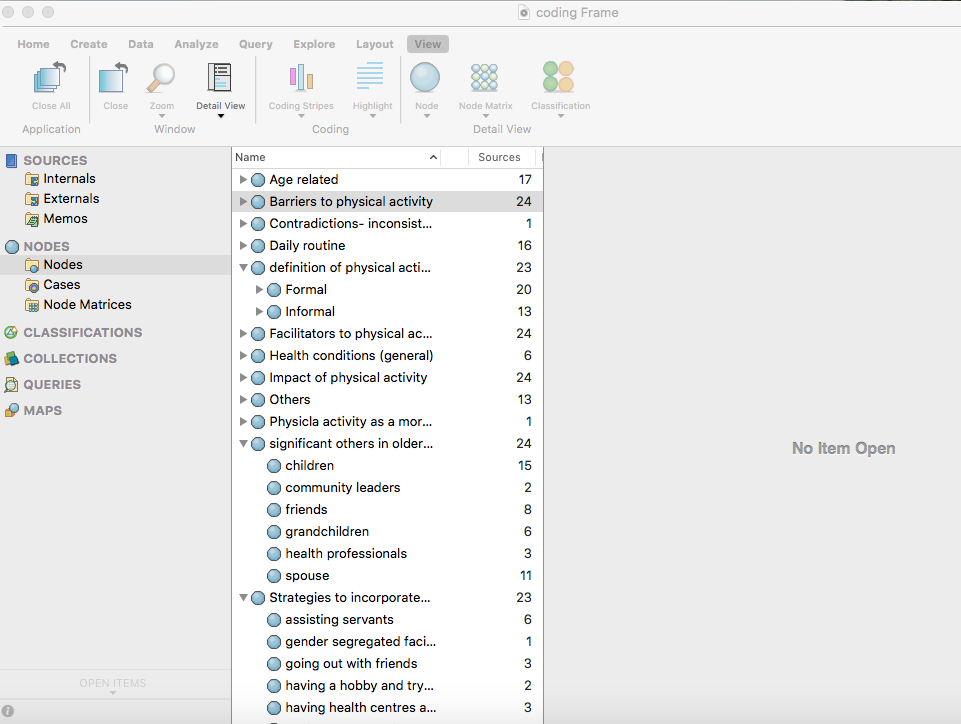 coding Frame
Home Create Data Analyze Query Explore Layout View
Close All Close Zoom Detail View Coding Stripes Highlight Node Node Matrix Classification
Application Window Coding Detail View
SOURCES
Internals
Externals
Memos
NODES
Nodes
Cases
Node Matrices
CLASSIFICATIONS
COLLECTIONS
QUERIES
MAPS
OPEN ITEMS
Name Sources
Age related 17
Barriers to physical activity 24
Contradictions- inconsist... 1
Daily routine 16
definition of physical acti... 23
Formal 20
Informal 13
Facilitators to physical ac... 24
Health conditions (general) 6
Impact of physical activity 24
Others 13
Physicla activity as a mor... 1
significant others in older... 24
children 15
community leaders 2
friends 8
grandchildren 6
health professionals 3
spouse 11
Strategies to incorporate... 23
assisting servants 6
gender segregated faci... 1
going out with friends 3
having a hobby and try... 2
having health centres a... 3
No Item Open